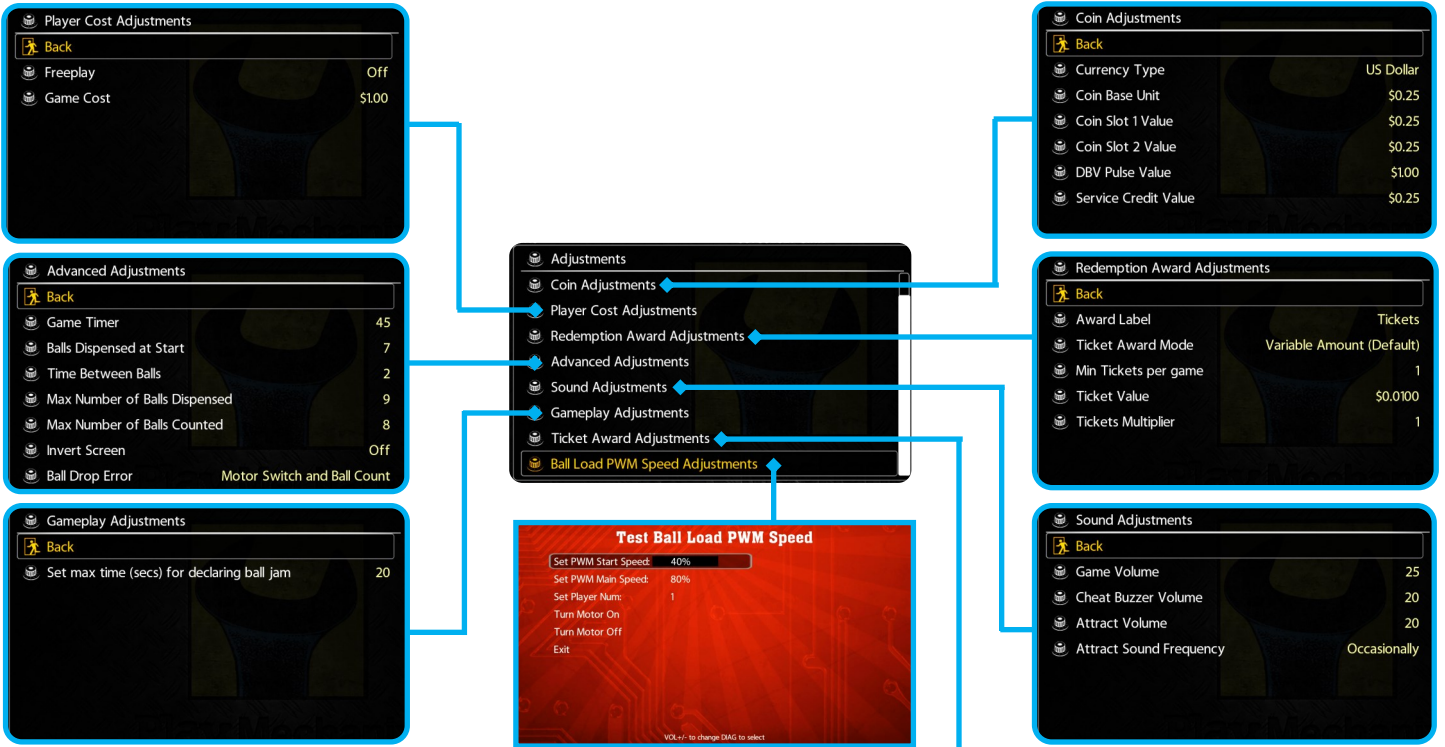 Player Cost Adjustments
Back
Freeplay Off
Game Cost $1.00
Advanced Adjustments
Back
Game Timer 45
Balls Dispensed at Start 7
Time Between Balls 2
Max Number of Balls Dispensed 9
Max Number of Balls Counted 8
Invert Screen Off
Ball Drop Error Motor Switch and Ball Count
Gameplay Adjustments
Back
Set max time (secs) for declaring ball jam 20
Adjustments
Coin Adjustments
Player Cost Adjustments
Redemption Award Adjustments
Advanced Adjustments
Sound Adjustments
Gameplay Adjustments
Ticket Award Adjustments
Ball Load PWM Speed Adjustments
Test Ball Load PWM Speed
Set PWM Start Speed: 40%
Set PWM Main Speed: 80%
Set Player Num: 1
Turn Motor On
Turn Motor Off
Exit
VOL+/- to change DIAG to select
Coin Adjustments
Back
Currency Type US Dollar
Coin Base Unit $0.25
Coin Slot 1 Value $0.25
Coin Slot 2 Value $0.25
DBV Pulse Value $1.00
Service Credit Value $0.25
Redemption Award Adjustments
Back
Award Label Tickets
Ticket Award Mode Variable Amount (Default)
Min Tickets per game 1
Ticket Value $0.0100
Tickets Multiplier 1
Sound Adjustments
Back
Game Volume 25
Cheat Buzzer Volume 20
Attract Volume 20
Attract Sound Frequency Occasionally